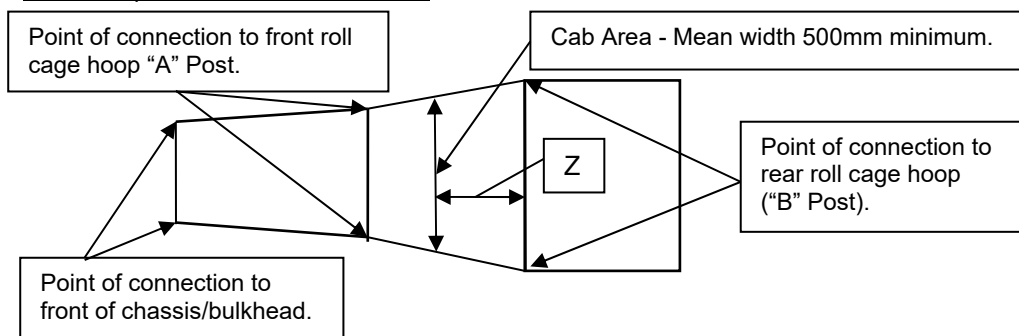 Point of connection to front roll
cage hoop “A” Post.
Cab Area - Mean width 500mm minimum.
Z
Point of connection to
rear roll cage hoop
(“B” Post).
Point of connection to
front of chassis/bulkhead.